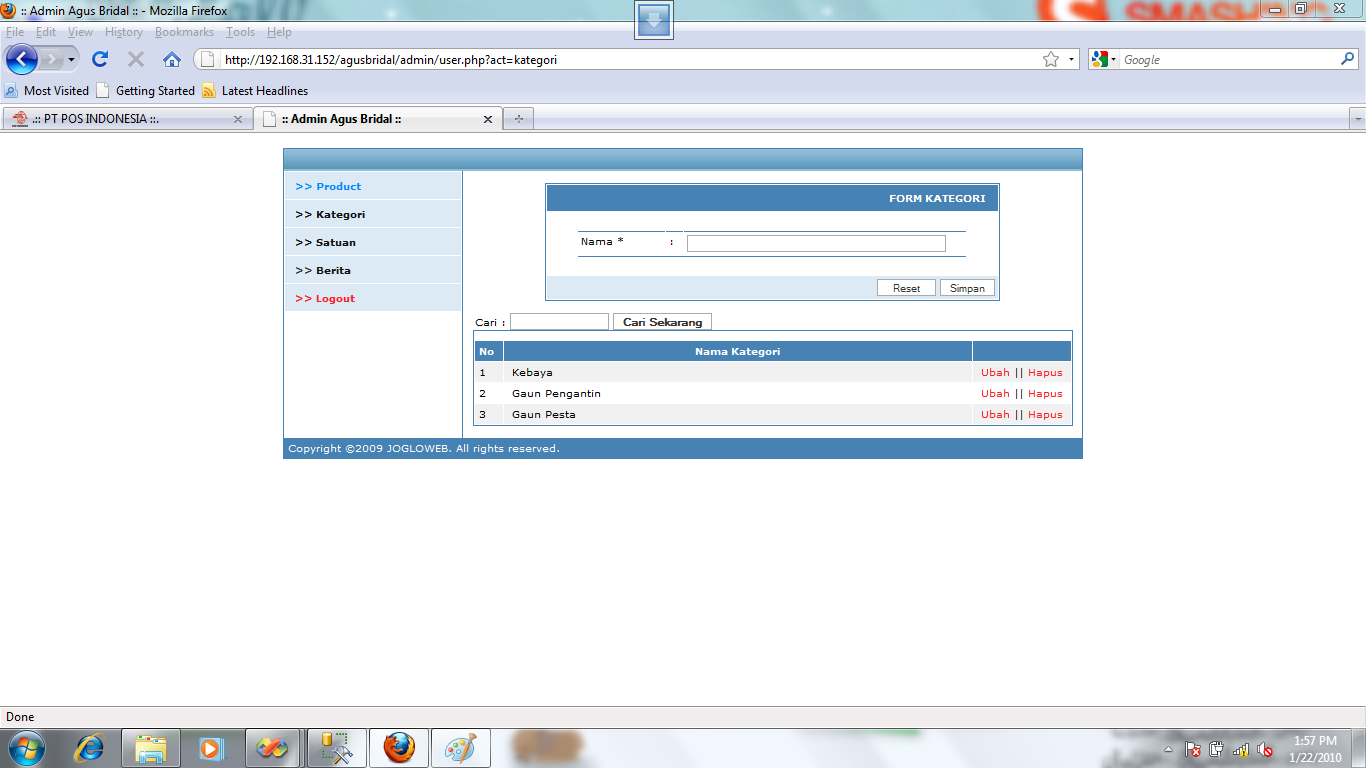 :: Admin Agus Bridal :: - Mozilla Firefox
File Edit View History Bookmarks Tools Help
http://192.168.31.152/agusbridal/admin/user.php?act=kategori
Google
Most Visited Getting Started Latest Headlines
.:: PT POS INDONESIA ::.
:: Admin Agus Bridal ::
>> Product
>> Kategori
>> Satuan
>> Berita
>> Logout
FORM KATEGORI
Nama * :
Reset Simpan
Cari : Cari Sekarang
No Nama Kategori
1 Kebaya Ubah || Hapus
2 Gaun Pengantin Ubah || Hapus
3 Gaun Pesta Ubah || Hapus
Copyright ©2009 JOGLOWEB. All rights reserved.
Done
1:57 PM
1/22/2010